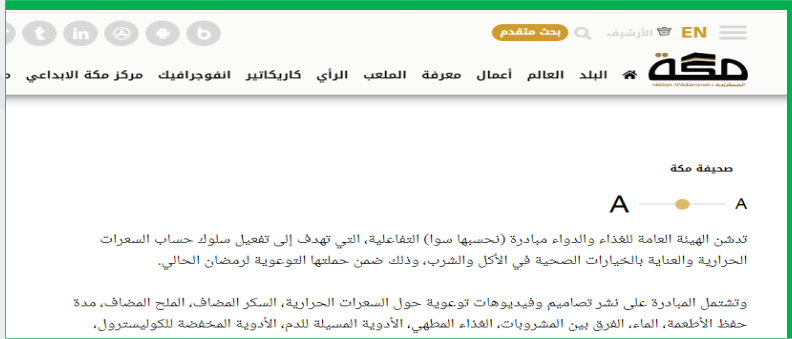 EN الأرشيف بحث متقدم
مكة
Makkah AlMukarramah
البلد العالم أعمال معرفة الملعب الرأي كاريكاتير انفوجرافيك مركز مكة الابداعي
صحيفة مكة
A A
تدشن الهيئة العامة للغذاء والدواء مبادرة (نحسبها سوا) التفاعلية، التي تهدف إلى تفعيل سلوك حساب السعرات
الحرارية والعناية بالخيارات الصحية في الأكل والشرب، وذلك ضمن حملتها التوعوية لرمضان الحالي.
وتشتمل المبادرة على نشر تصاميم وفيديوهات توعوية حول السعرات الحرارية، السكر المضاف، الملح المضاف، مدة
حفظ الأطعمة، الماء، الفرق بين المشروبات، الغذاء المطهي، الأدوية المسيلة للدم، الأدوية المخفضة للكوليسترول،